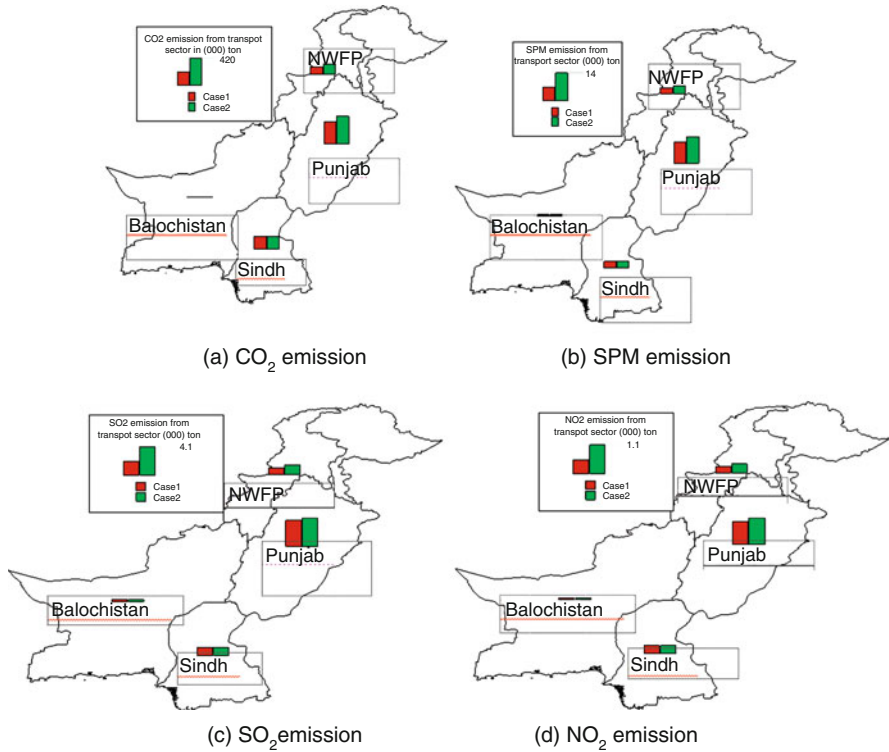 CO2 emission from transpot
sector in (000) ton
420
Case1
Case2
NWFP
Punjab
Balochistan
Sindh
(a) CO2 emission
SPM emission from
transport sector (000) ton
14
Case1
Case2
NWFP
Punjab
Balochistan
Sindh
(b) SPM emission
SO2 emission from
transpot sector (000) ton
4.1
Case1
Case2
NWFP
Punjab
Balochistan
Sindh
(c) SO2emission
NO2 emission from
transpot sector (000) ton
1.1
Case1
Case2
NWFP
Punjab
Balochistan
Sindh
(d) NO2 emission